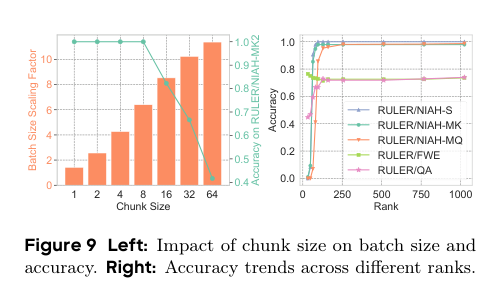 Batch Size Scaling Factor
10
8
6
4
2
0
1 2 4 8 16 32 64
Chunk Size
1.0
0.9
0.8
0.7
0.6
0.5
0.4
Accuracy on RULER/NIAH-MK2
Accuracy
1.0
0.8
0.6
0.4
0.2
0.0
0 250 500 750 1000
Rank
RULER/NIAH-S
RULER/NIAH-MK
RULER/NIAH-MQ
RULER/FWE
RULER/QA
Figure 9 Left: Impact of chunk size on batch size and
accuracy. Right: Accuracy trends across different ranks.